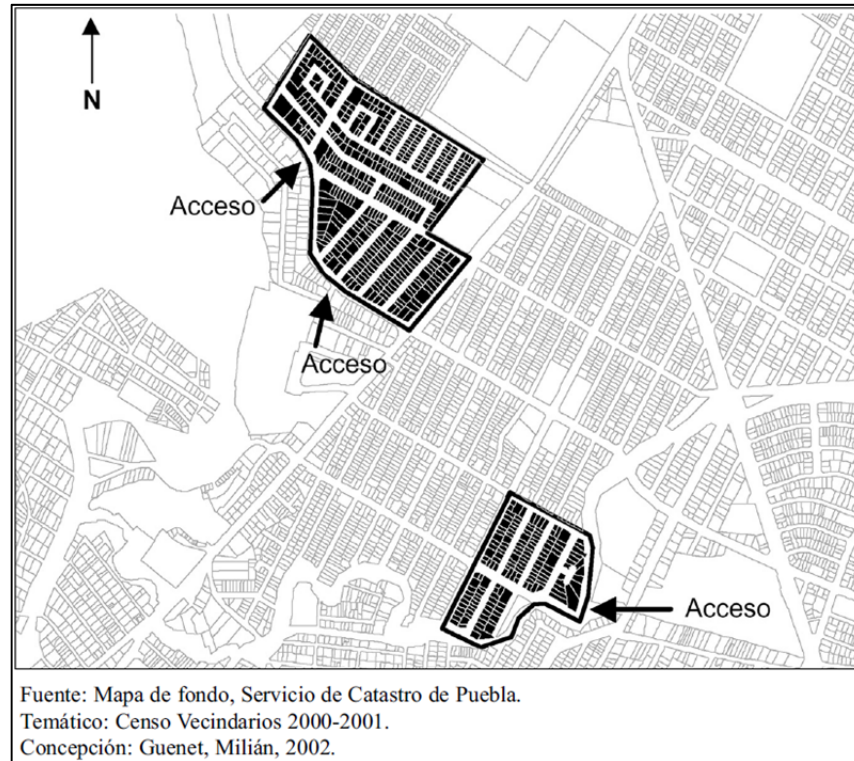 N
Acceso
Acceso
Acceso
Fuente: Mapa de fondo, Servicio de Catastro de Puebla.
Temático: Censo Vecindarios 2000-2001.
Concepción: Guenet, Milián, 2002.